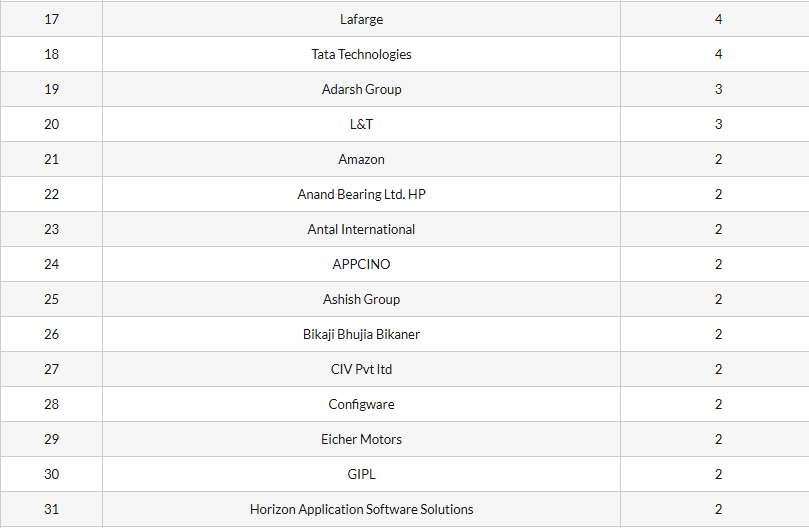 17 Lafarge 4
18 Tata Technologies 4
19 Adarsh Group 3
20 L&T 3
21 Amazon 2
22 Anand Bearing Ltd. HP 2
23 Antal International 2
24 APPCINO 2
25 Ashish Group 2
26 Bikaji Bhujia Bikaner 2
27 CIV Pvt ltd 2
28 Configware 2
29 Eicher Motors 2
30 GIPL 2
31 Horizon Application Software Solutions 2